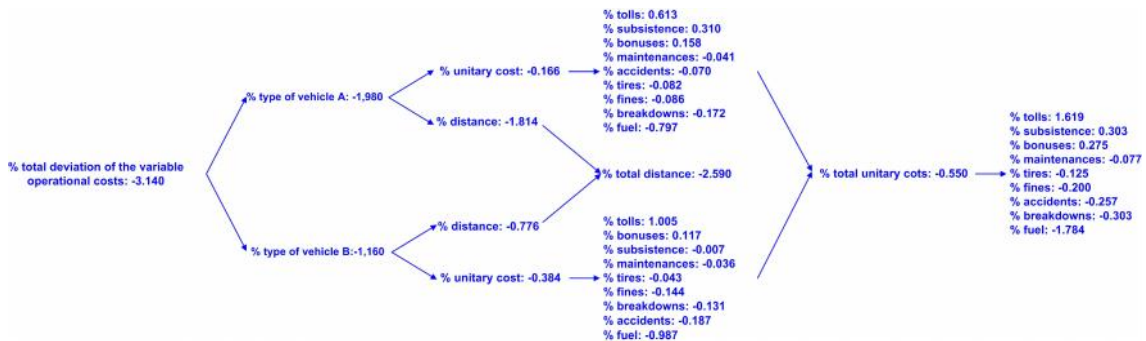 % total deviation of the variable
operational costs: -3.140
% type of vehicle A: -1,980
% type of vehicle B:-1,160
% unitary cost: -0.166
% distance: -1.814
% distance: -0.776
% unitary cost: -0.384
% tolls: 0.613
% subsistence: 0.310
% bonuses: 0.158
% maintenances: -0.041
% accidents: -0.070
% tires: -0.082
% fines: -0.086
% breakdowns: -0.172
% fuel: -0.797
% total distance: -2.590
% tolls: 1.005
% bonuses: 0.117
% subsistence: -0.007
% maintenances: -0.036
% tires: -0.043
% fines: -0.144
% breakdowns: -0.131
% accidents: -0.187
% fuel: -0.987
% total unitary cots: -0.550
% tolls: 1.619
% subsistence: 0.303
% bonuses: 0.275
% maintenances: -0.077
% tires: -0.125
% fines: -0.200
% accidents: -0.257
% breakdowns: -0.303
% fuel: -1.784